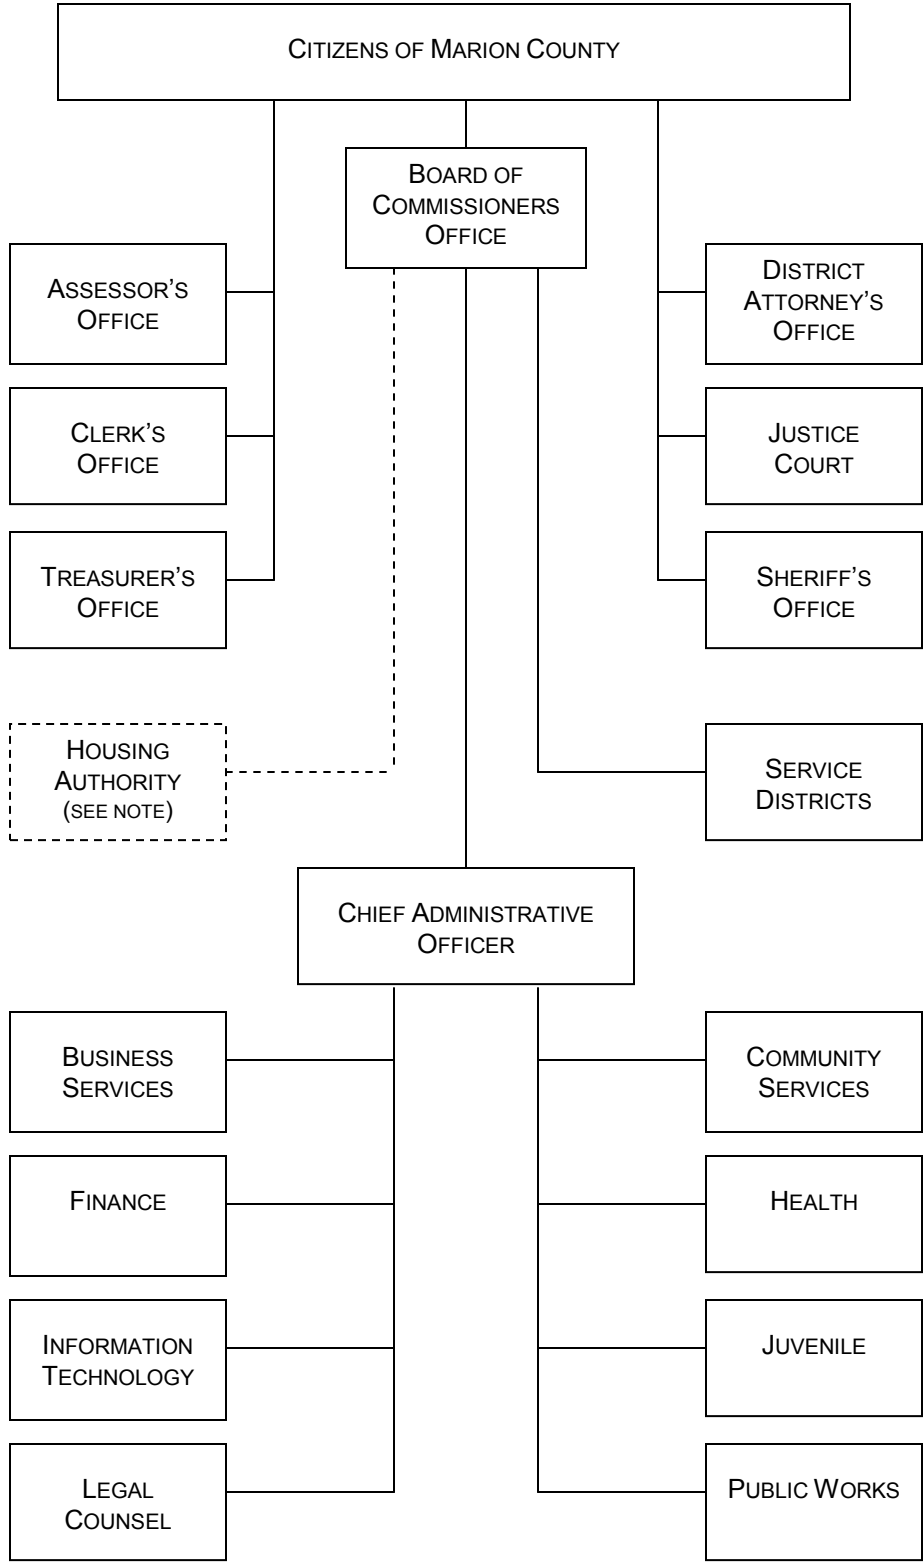 CITIZENS OF MARION COUNTY
BOARD OF
COMMISSIONERS
OFFICE
ASSESSOR'S
OFFICE
DISTRICT
ATTORNEY'S
OFFICE
CLERK'S
OFFICE
JUSTICE
COURT
TREASURER'S
OFFICE
SHERIFF'S
OFFICE
HOUSING
AUTHORITY
(SEE NOTE)
SERVICE
DISTRICTS
CHIEF ADMINISTRATIVE
OFFICER
BUSINESS
SERVICES
COMMUNITY
SERVICES
FINANCE
HEALTH
INFORMATION
TECHNOLOGY
JUVENILE
LEGAL
COUNSEL
PUBLIC WORKS